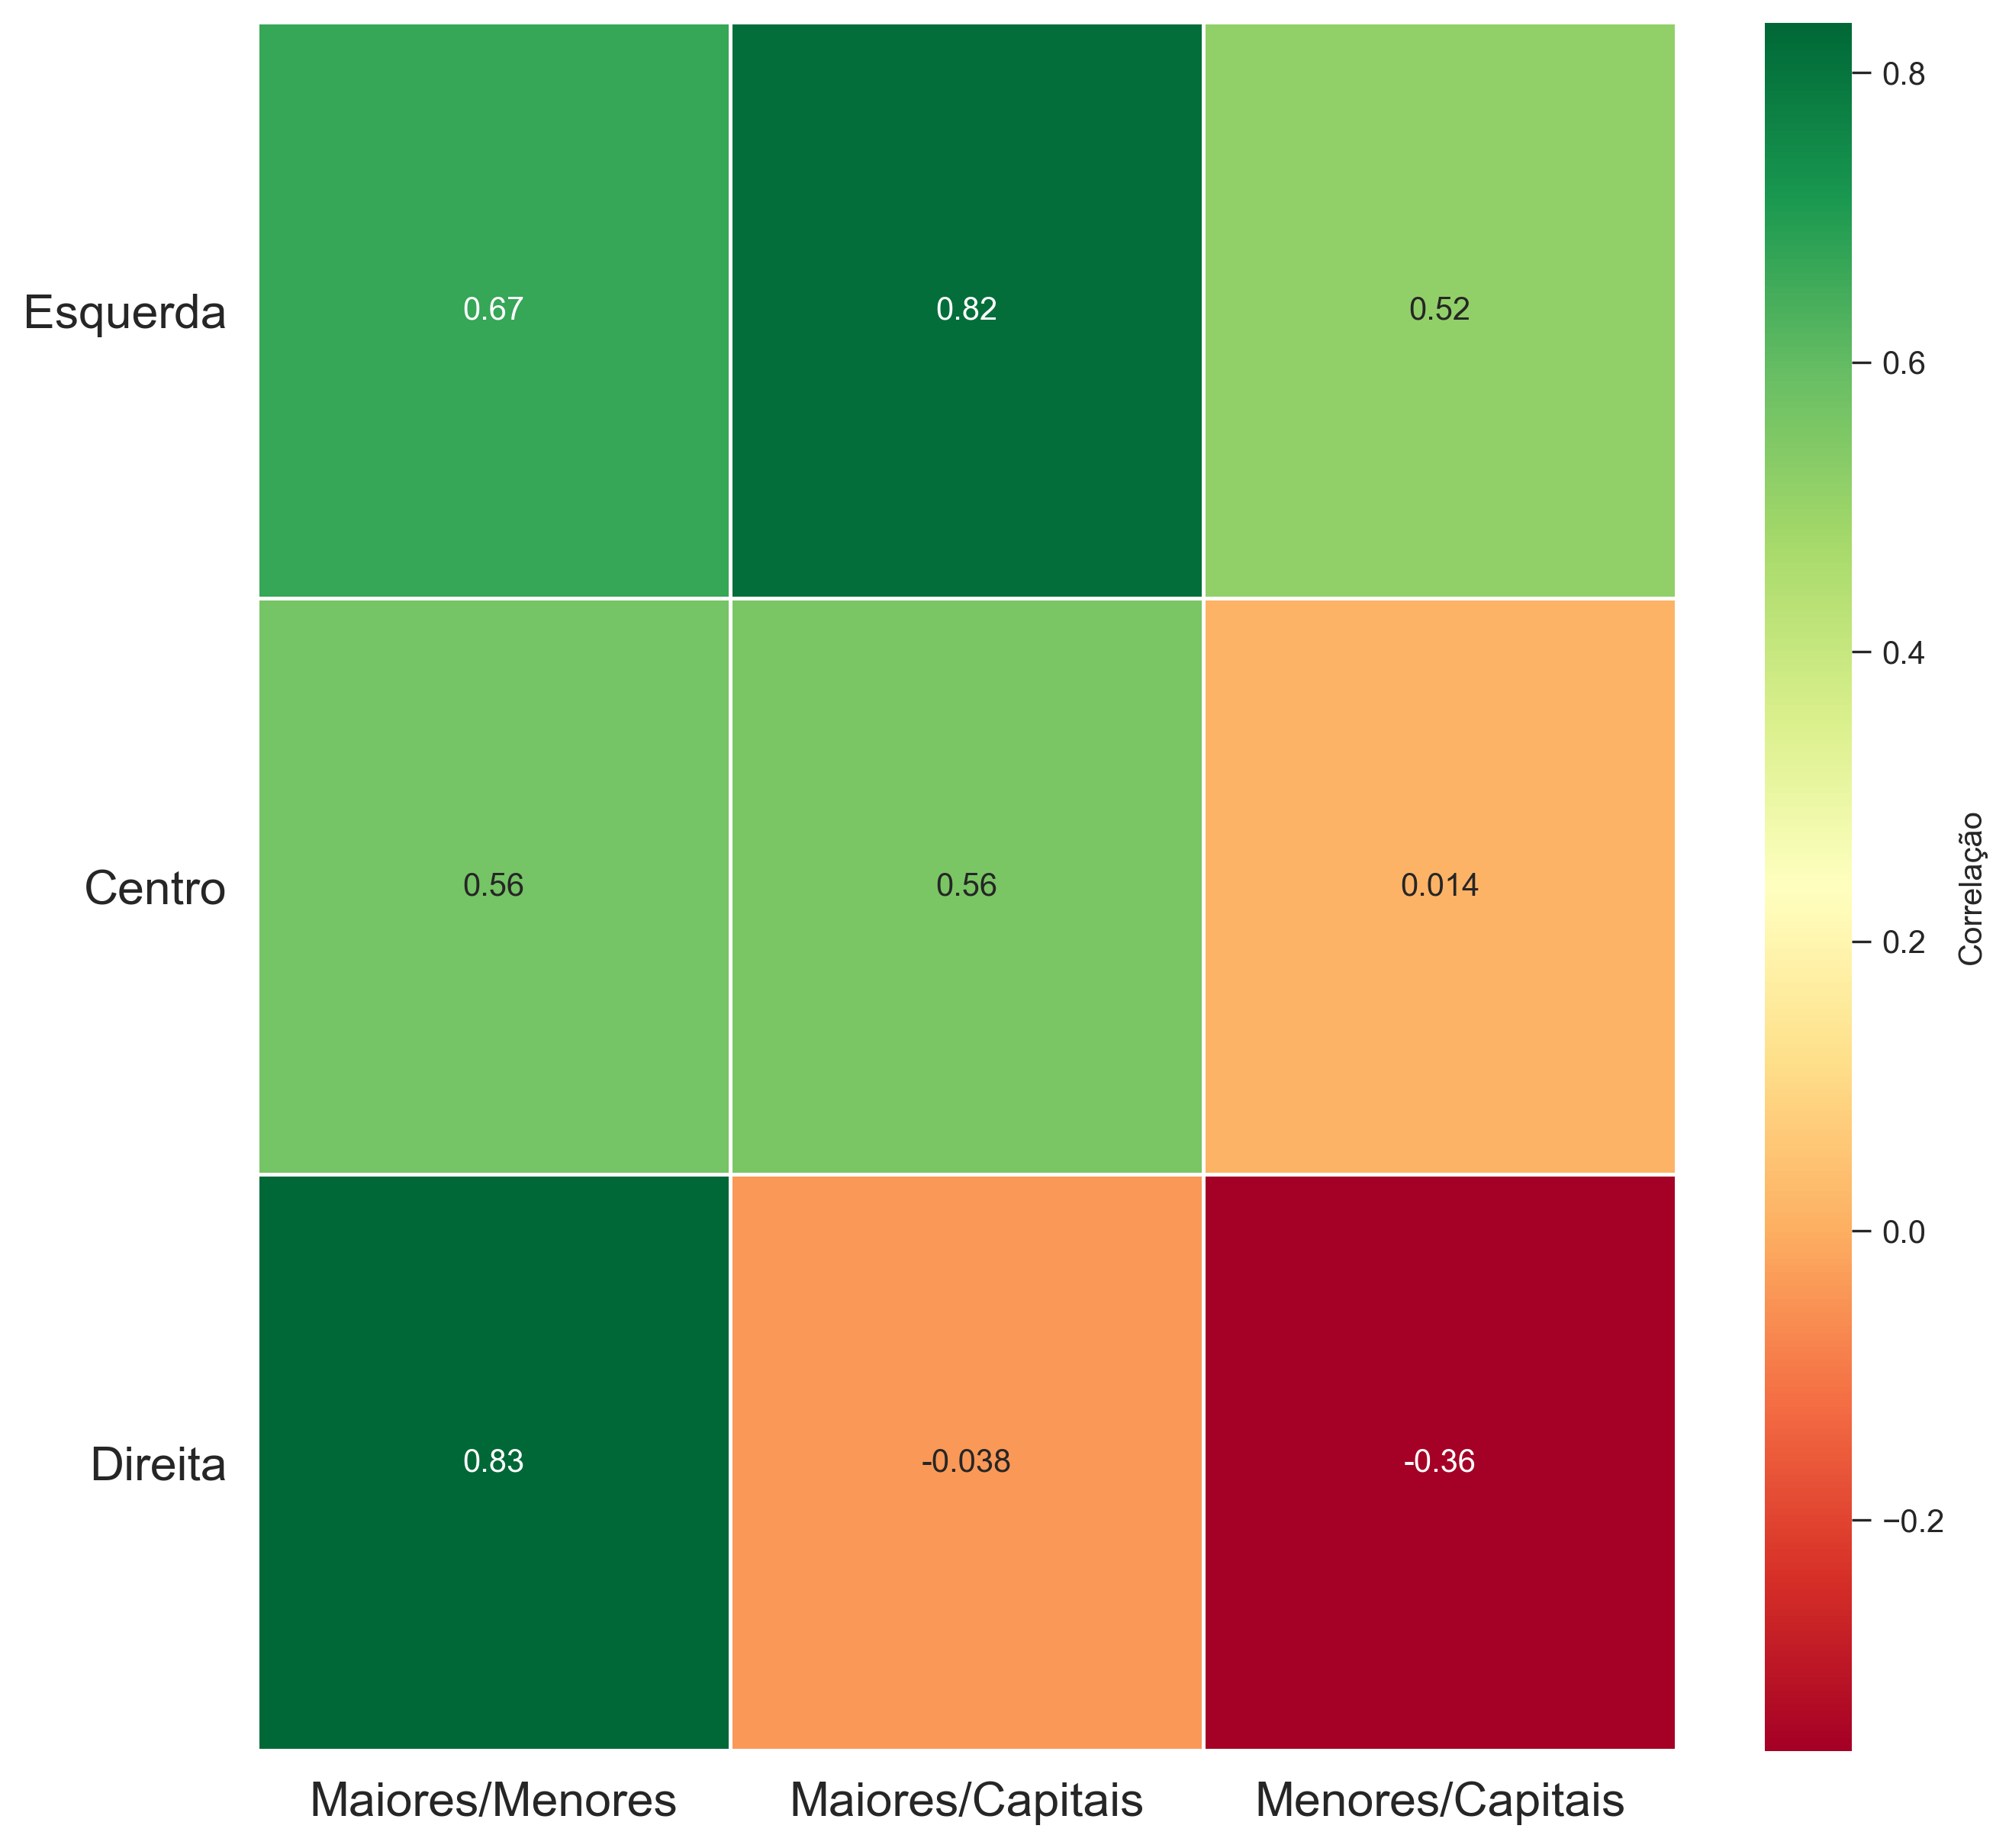 Esquerda 0.67 0.82 0.52
Centro 0.56 0.56 0.014
Direita 0.83 -0.038 -0.36
Maiores/Menores Maiores/Capitais Menores/Capitais
0.8
0.6
0.4
0.2
0.0
−0.2
Correlação